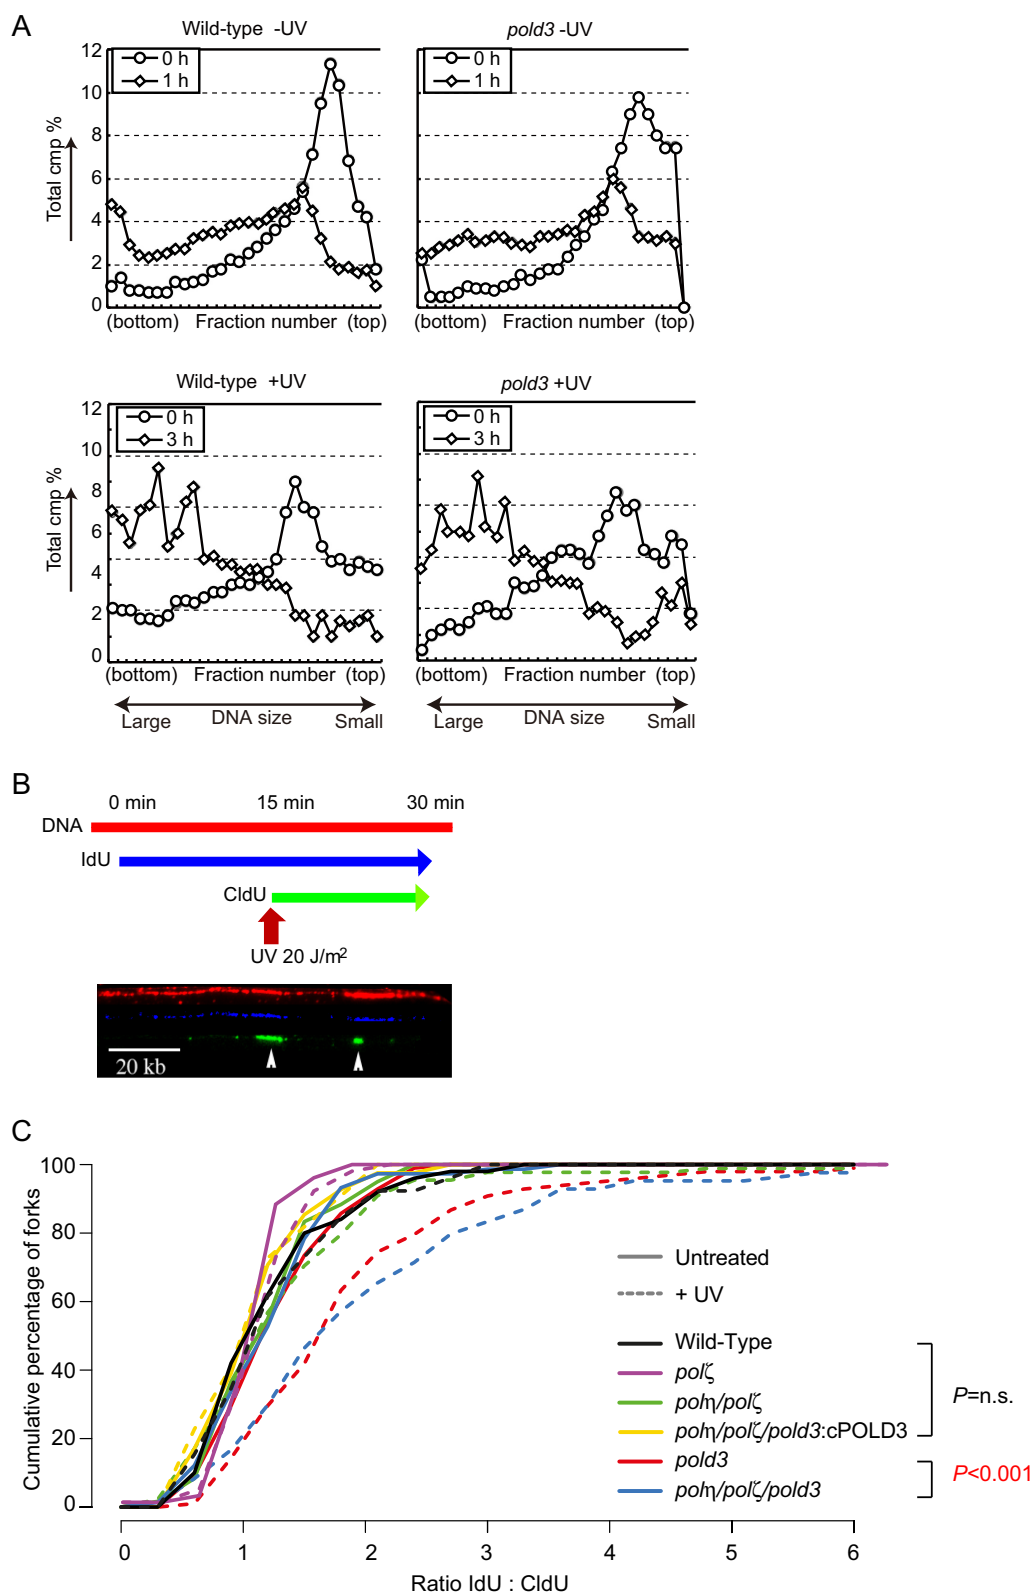 A
Wild-type -UV
pold3 -UV
Total cmp %
12
10
8
6
4
2
0
0 h
1 h
0 h
1 h
(bottom) Fraction number (top)
(bottom) Fraction number (top)
Wild-type +UV
pold3 +UV
Total cmp %
12
10
8
6
4
2
0
0 h
3 h
0 h
3 h
(bottom) Fraction number (top)
(bottom) Fraction number (top)
Large DNA size Small
Large DNA size Small
B
0 min 15 min 30 min
DNA
IdU
CldU
UV 20 J/m²
20 kb
C
Cumulative percentage of forks
100
80
60
40
20
0
Untreated
+ UV
Wild-Type
polζ
polη/polζ
polη/polζ/pold3:cPOLD3
pold3
polη/polζ/pold3
P=n.s.
P<0.001
0 1 2 3 4 5 6
Ratio IdU : CldU